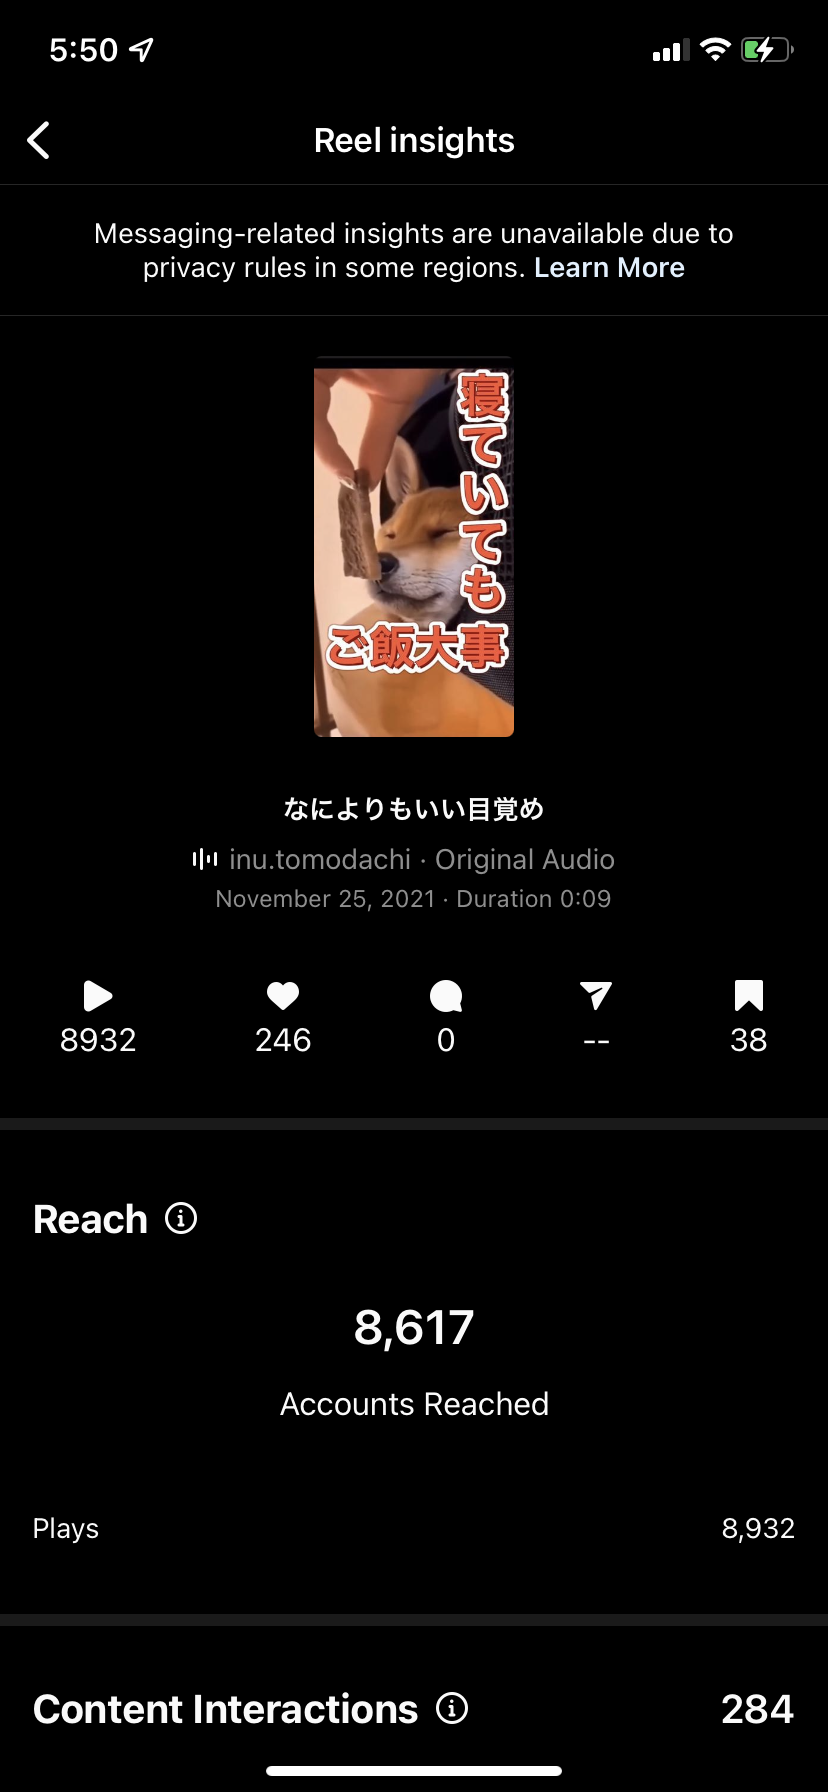 5:50
Reel insights
Messaging-related insights are unavailable due to
privacy rules in some regions. Learn More
寝ていても
ご飯大事
なによりもいい目覚め
inu.tomodachi · Original Audio
November 25, 2021 · Duration 0:09
8932 246 0 -- 38
Reach
8,617
Accounts Reached
Plays 8,932
Content Interactions 284